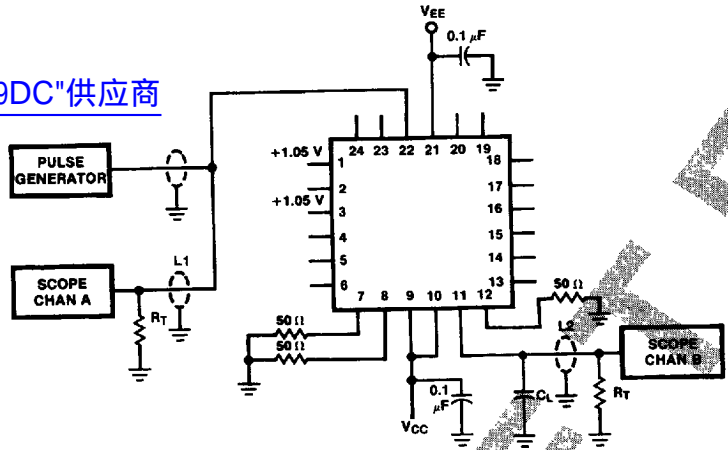 VEE
0.1 μF
9DC"供应商
PULSE
GENERATOR
+1.05 V
+1.05 V
24 23 22 21 20 19
1
2
3
4
5
6
18
17
16
15
14
13
7 8 9 10 11 12
L1
SCOPE
CHAN A
RT
50 Ω
50 Ω
50 Ω
L2
SCOPE
CHAN B
0.1
μF
VCC
CL
RT